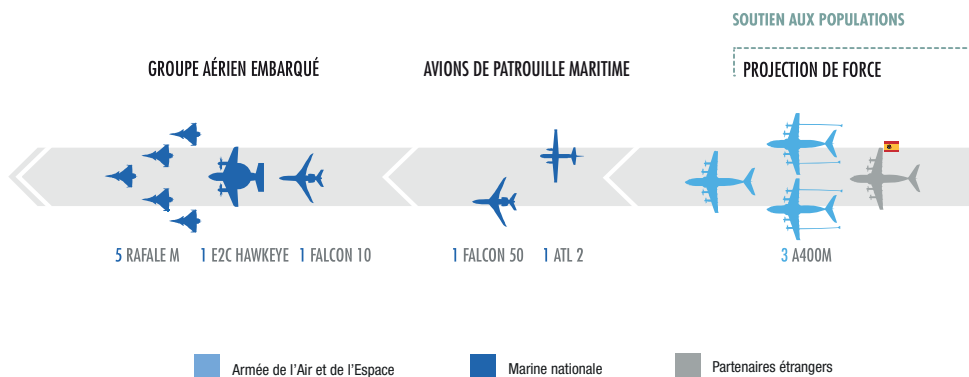 SOUTIEN AUX POPULATIONS
GROUPE AÉRIEN EMBARQUÉ
AVIONS DE PATROUILLE MARITIME
PROJECTION DE FORCE
5 RAFALE M
1 E2C HAWKEYE
1 FALCON 10
1 FALCON 50
1 ATL 2
3 A400M
Armée de l'Air et de l'Espace
Marine nationale
Partenaires étrangers